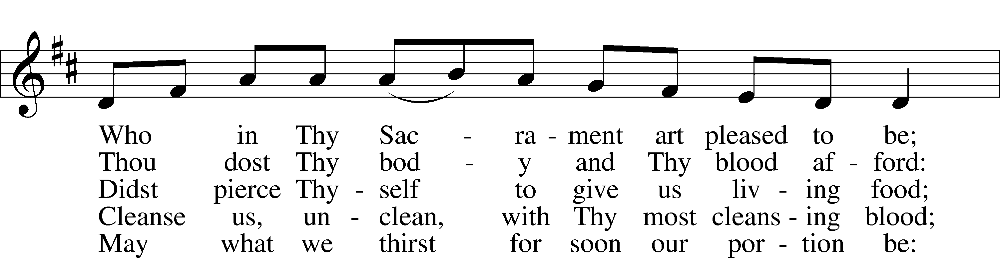 Who in Thy Sac - ra - ment art pleased to be;
Thou dost Thy bod - y and Thy blood af - ford:
Didst pierce Thy - self to give us liv - ing food;
Cleanse us, un - clean, with Thy most cleans - ing blood;
May what we thirst for soon our por - tion be: